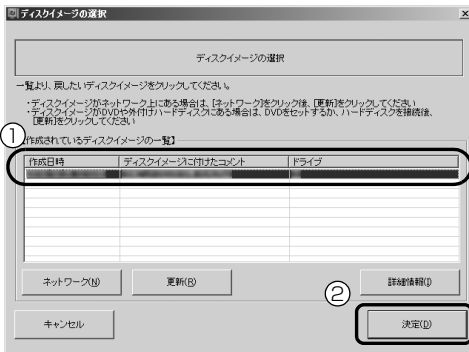 ディスクイメージの選択
ディスクイメージの選択
一覧より、戻したいディスクイメージをクリックしてください。
・ディスクイメージがネットワーク上にある場合は、[ネットワーク]をクリック後、[更新]をクリックしてください
・ディスクイメージがDVDや外付けハードディスクにある場合は、DVDをセットするか、ハードディスクを接続後、
[更新]をクリックしてください
①
【作成されているディスクイメージの一覧】
作成日時 ディスクイメージに付けたコメント ドライブ
ネットワーク(N) 更新(R) 詳細情報(I)
②
キャンセル 決定(D)